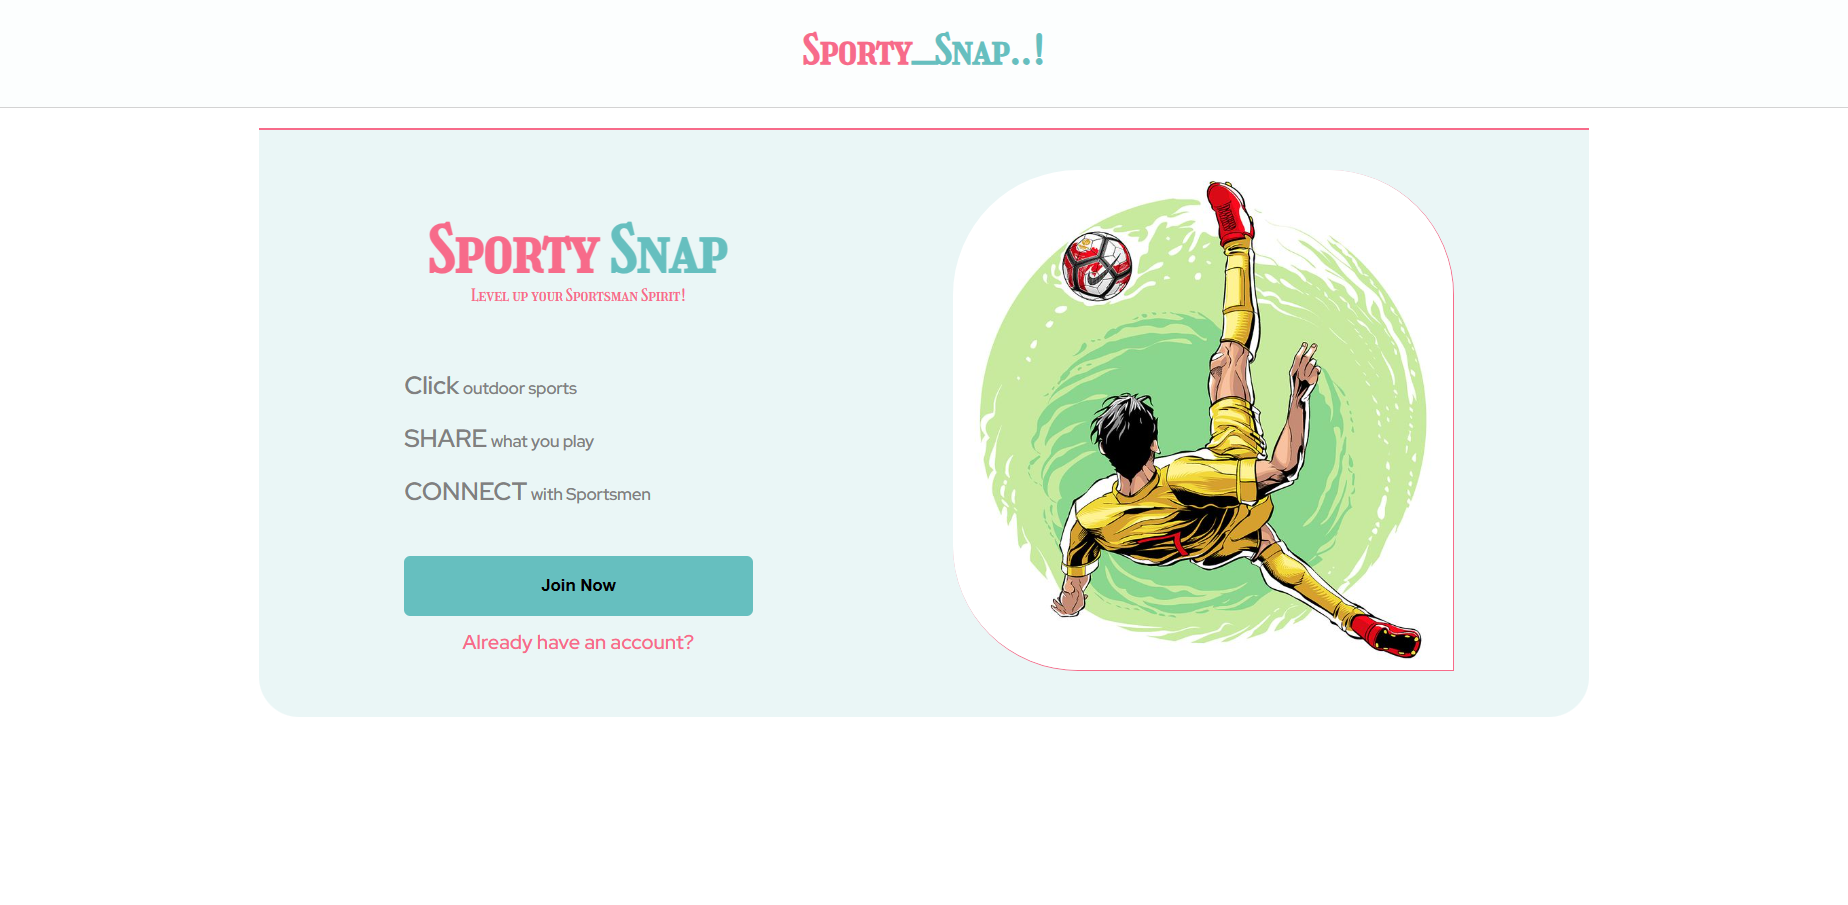 Sporty_Snap..!
Sporty Snap
Level up your Sportsman Spirit!
Click outdoor sports
SHARE what you play
CONNECT with Sportsmen
Join Now
Already have an account?